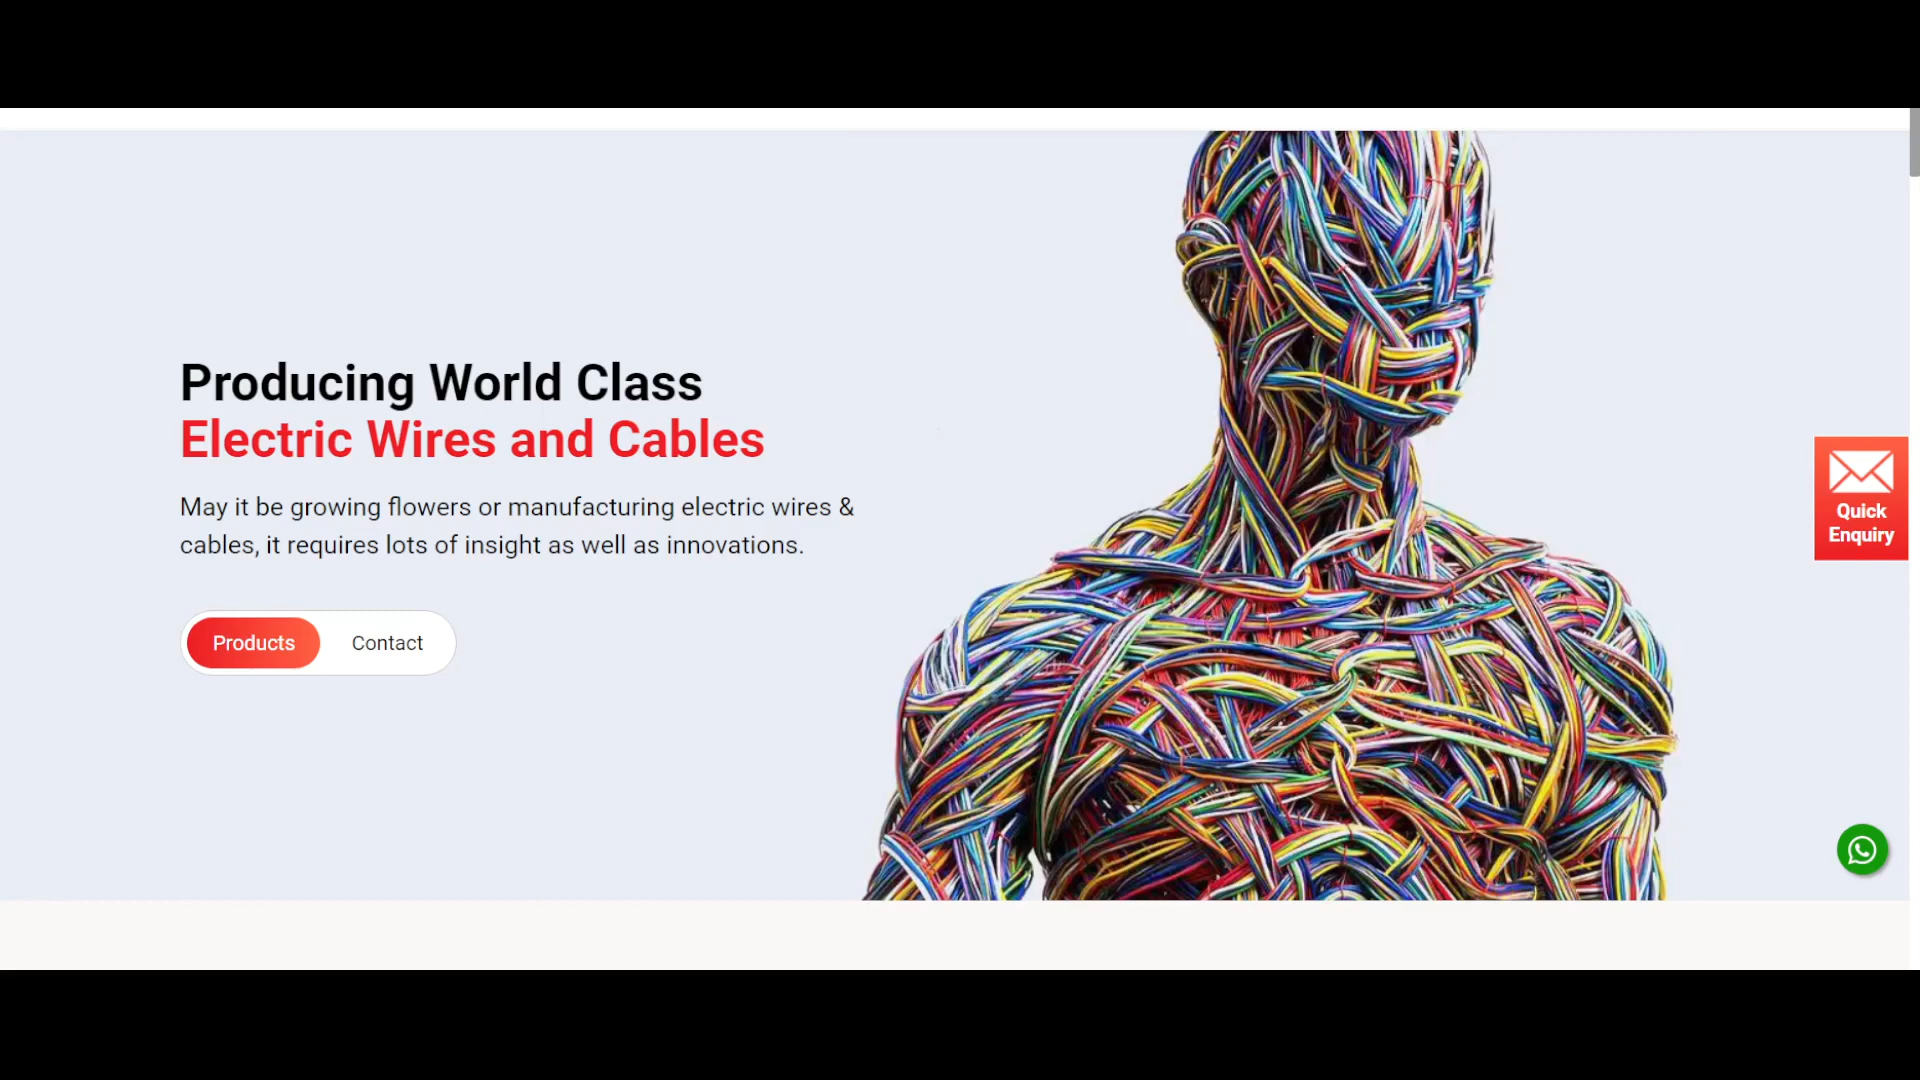 Producing World Class
Electric Wires and Cables
May it be growing flowers or manufacturing electric wires &
cables, it requires lots of insight as well as innovations.
Products
Contact
Quick
Enquiry